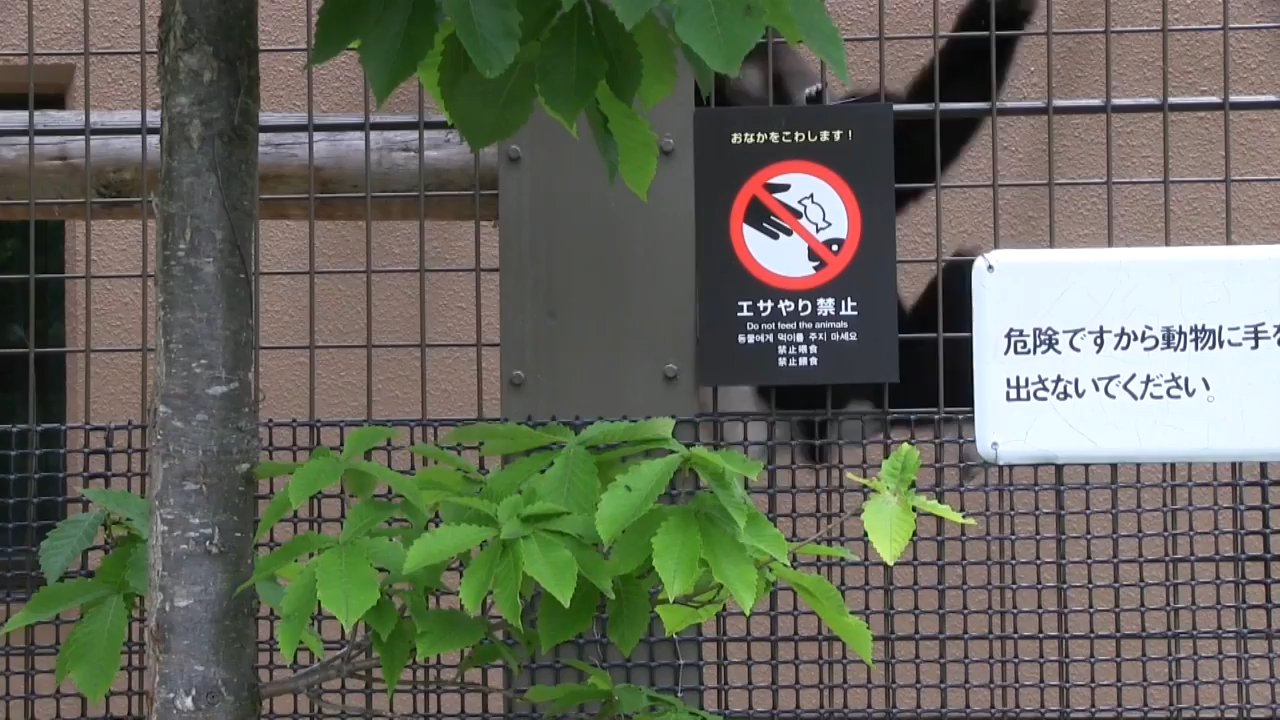 おなかをこわします!
エサやり禁止
Do not feed the animals
동물에게 먹이를 주지 마세요
禁止喂食
禁止餵食
危険ですから動物に手を
出さないでください。